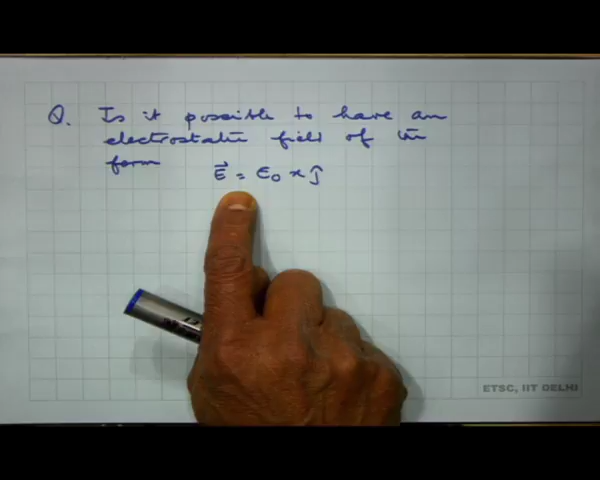 Q. Is it possible to have an
electrostatic field of the
form
E⃗ = E₀ x ĵ
ETSC, IIT DELHI